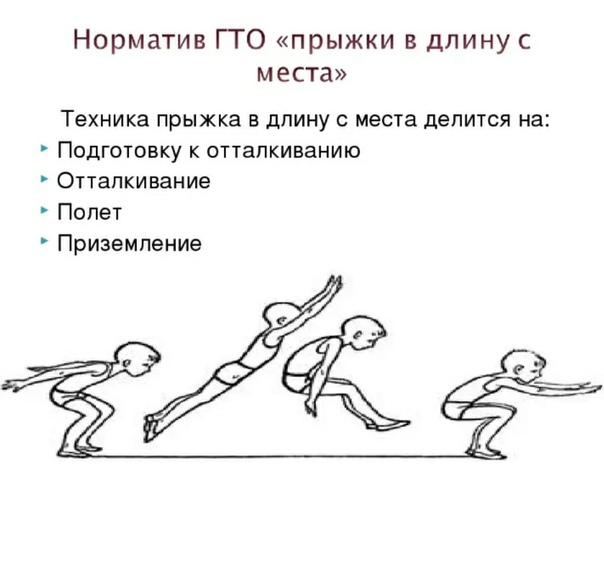 Норматив ГТО «прыжки в длину с
места»
Техника прыжка в длину с места делится на:
Подготовку к отталкиванию
Отталкивание
Полет
Приземление